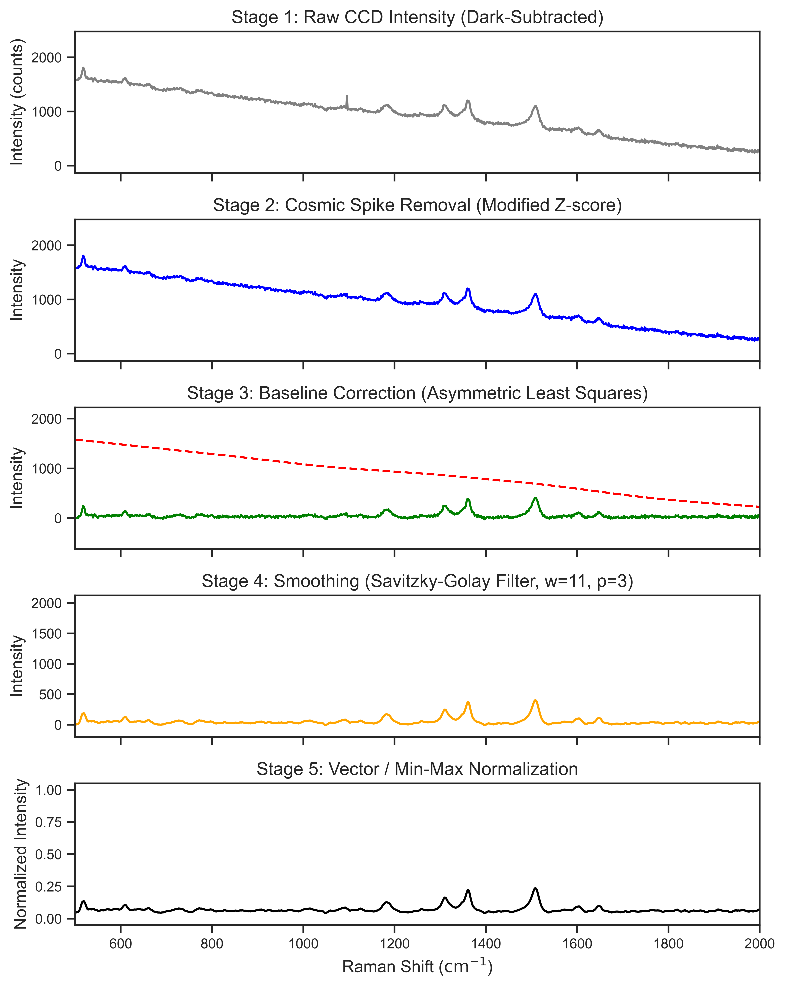 Stage 1: Raw CCD Intensity (Dark-Subtracted)
Intensity (counts)
2000
1000
0
Stage 2: Cosmic Spike Removal (Modified Z-score)
Intensity
2000
1000
0
Stage 3: Baseline Correction (Asymmetric Least Squares)
Intensity
2000
1000
0
Stage 4: Smoothing (Savitzky-Golay Filter, w=11, p=3)
Intensity
2000
1500
1000
500
0
Stage 5: Vector / Min-Max Normalization
Normalized Intensity
1.00
0.75
0.50
0.25
0.00
600 800 1000 1200 1400 1600 1800 2000
Raman Shift (cm⁻¹)